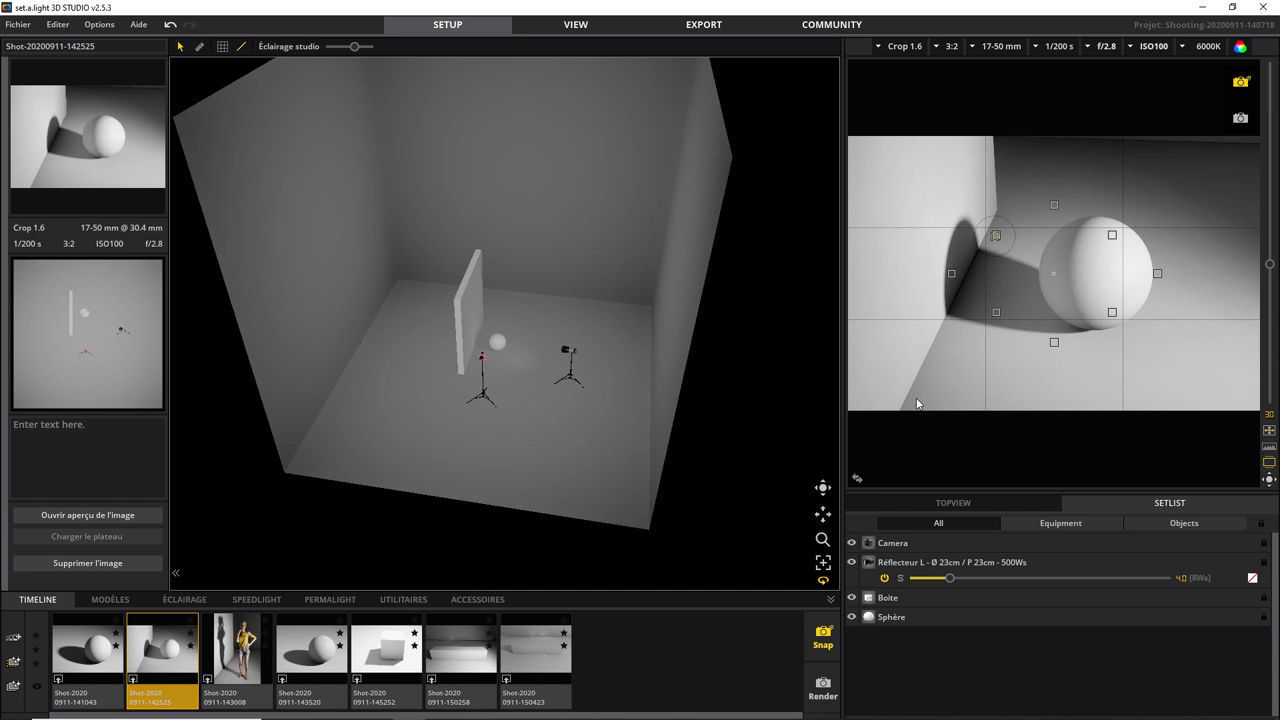 set.a.light 3D STUDIO v2.5.3
Fichier Editer Options Aide SETUP VIEW EXPORT COMMUNITY Projet: Shooting-20200911-140718
Shot-20200911-142525 Éclairage studio Crop 1.6 3:2 17-50 mm 1/200 s f/2.8 ISO100 6000K
Crop 1.6 17-50 mm @ 30.4 mm
1/200 s 3:2 ISO100 f/2.8
Enter text here.
Ouvrir aperçu de l'image
Charger le plateau
Supprimer l'image
3D
TOPVIEW SETLIST
All Equipment Objects
Camera
Réflecteur L - Ø 23cm / P 23cm - 500Ws
S 4.0 [8Ws]
Boite
Sphère
TIMELINE MODÈLES ÉCLAIRAGE SPEEDLIGHT PERMALIGHT UTILITAIRES ACCESSOIRES
Snap
Render
Shot-2020 0911-141043
Shot-2020 0911-142525
Shot-2020 0911-143008
Shot-2020 0911-143520
Shot-2020 0911-145252
Shot-2020 0911-150258
Shot-2020 0911-150423